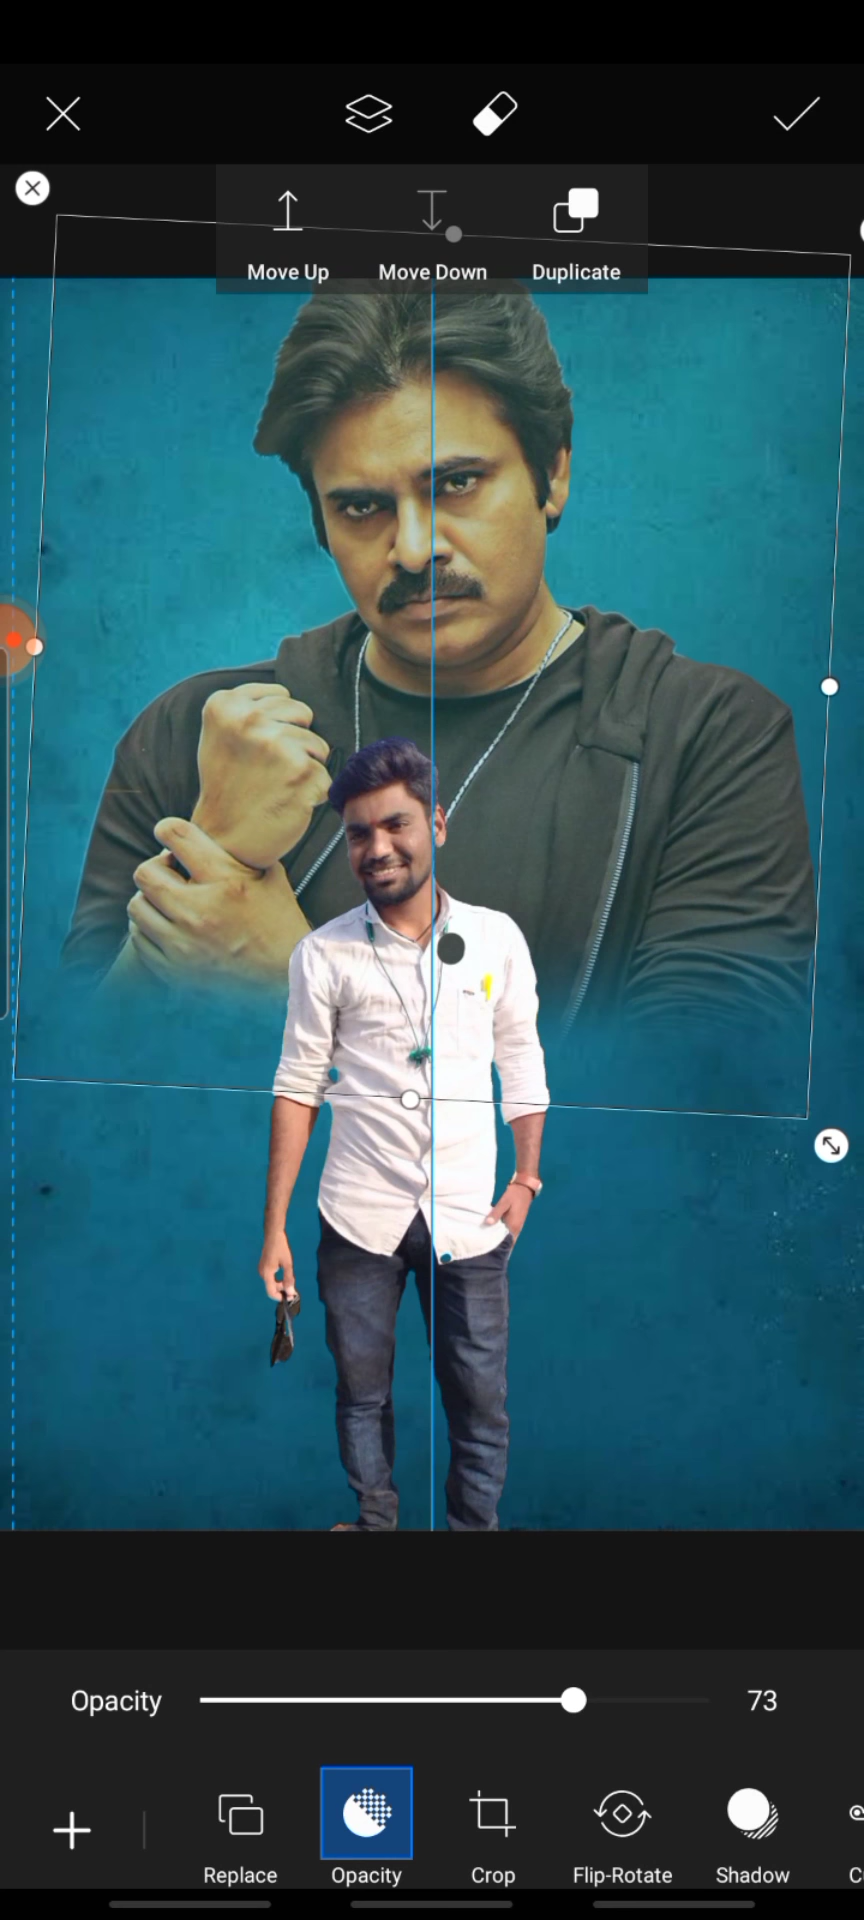 Move Up Move Down Duplicate
Opacity 73
Replace Opacity Crop Flip-Rotate Shadow